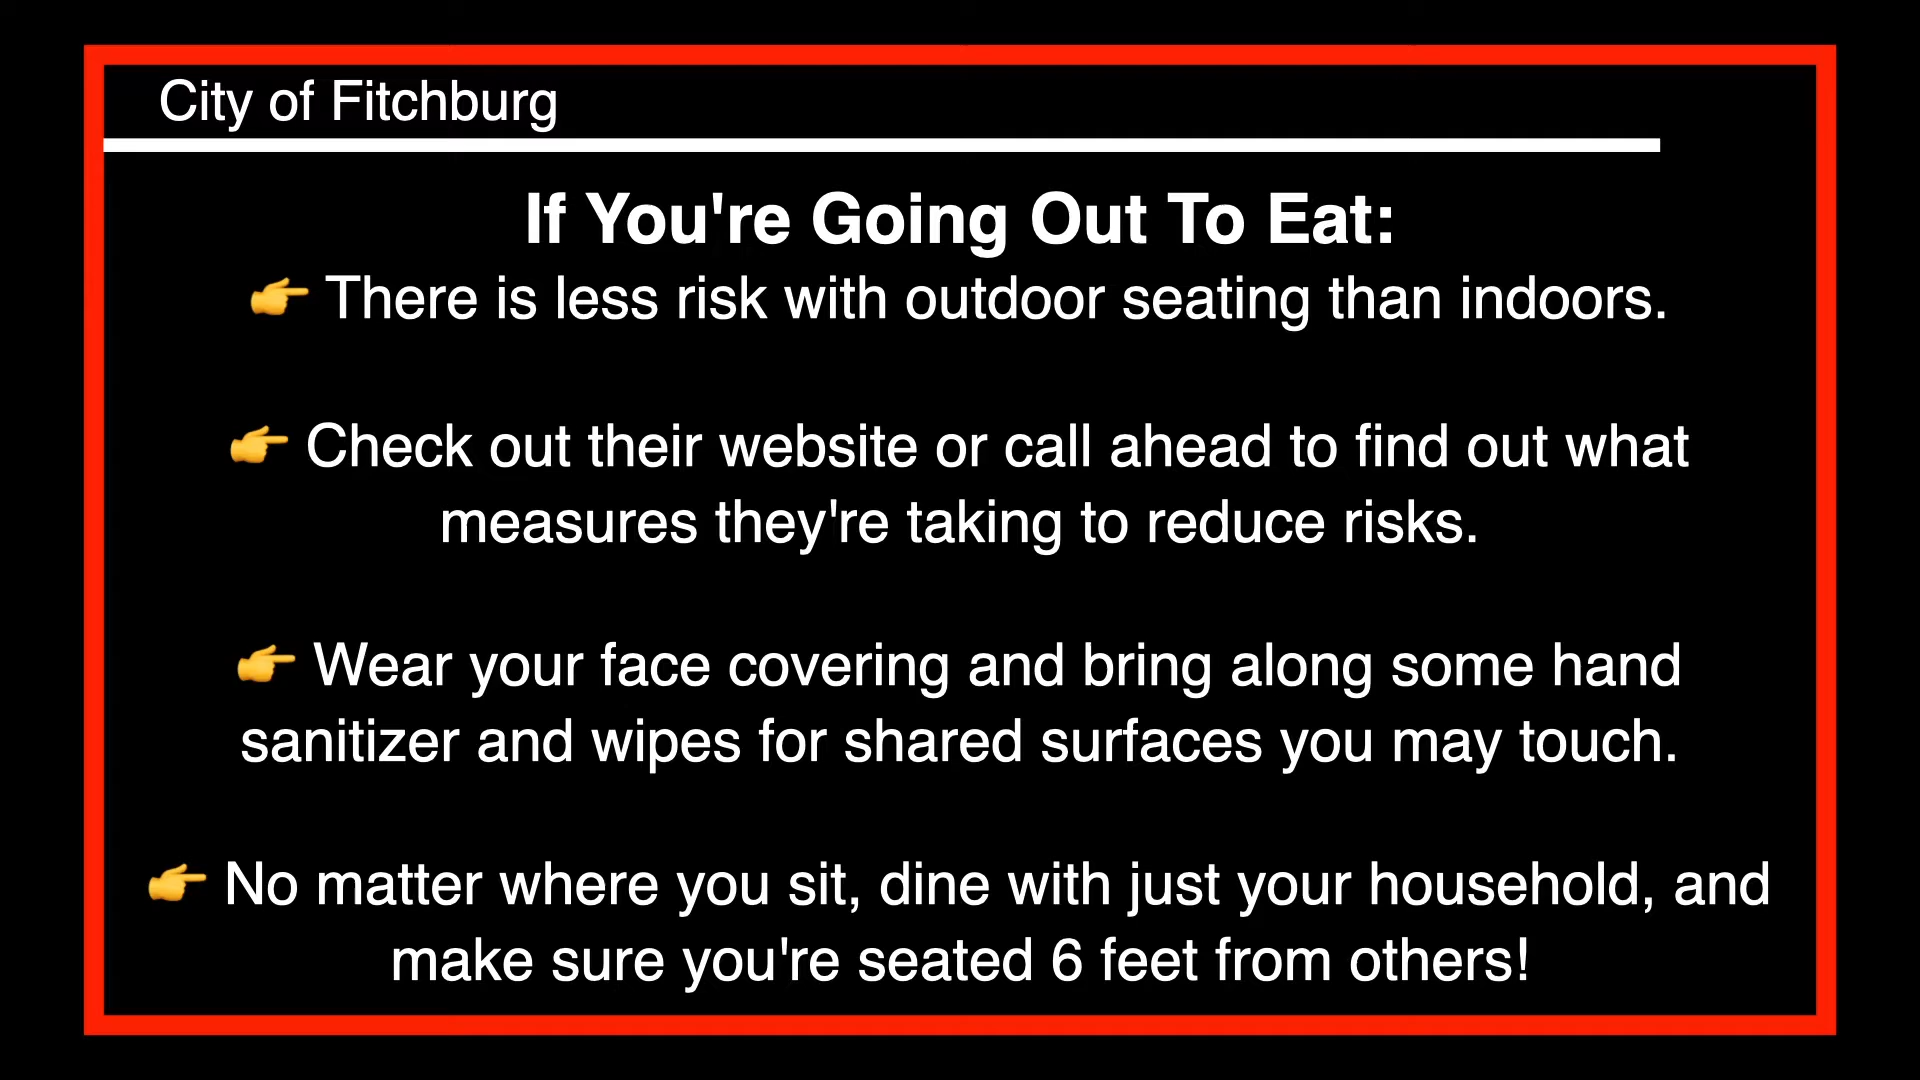 City of Fitchburg
If You're Going Out To Eat:
👉 There is less risk with outdoor seating than indoors.
👉 Check out their website or call ahead to find out what
measures they're taking to reduce risks.
👉 Wear your face covering and bring along some hand
sanitizer and wipes for shared surfaces you may touch.
👉 No matter where you sit, dine with just your household, and
make sure you're seated 6 feet from others!